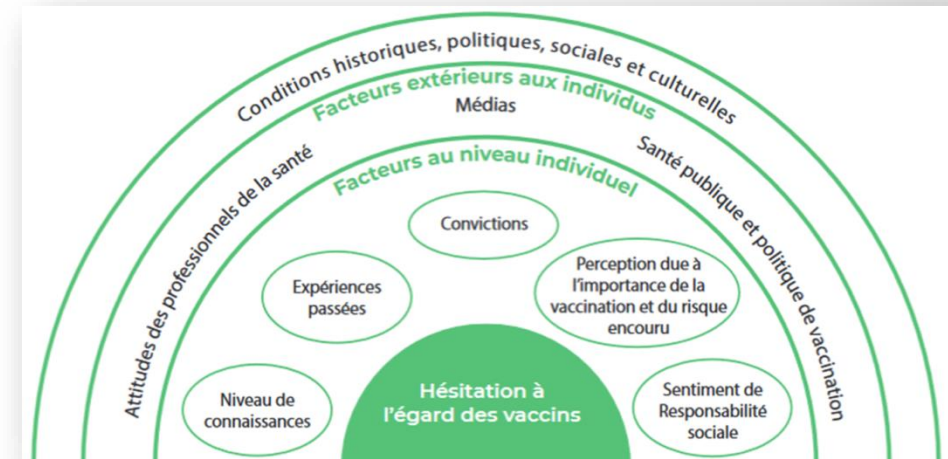 Conditions historiques, politiques, sociales et culturelles
Facteurs extérieurs aux individus
Médias
Attitudes des professionnels de la santé
Santé publique et politique de vaccination
Facteurs au niveau individuel
Convictions
Expériences
passées
Perception due à
l'importance de la
vaccination et du risque
encouru
Niveau de
connaissances
Hésitation à
l'égard des vaccins
Sentiment de
Responsabilité
sociale